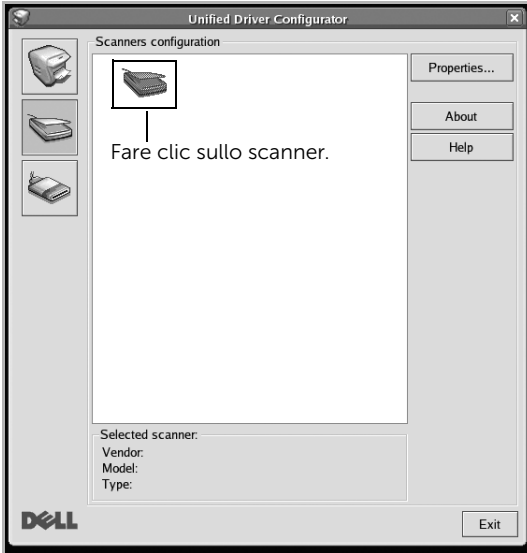 Unified Driver Configurator
Scanners configuration
Properties...
About
Help
Fare clic sullo scanner.
Selected scanner:
Vendor:
Model:
Type:
DELL
Exit